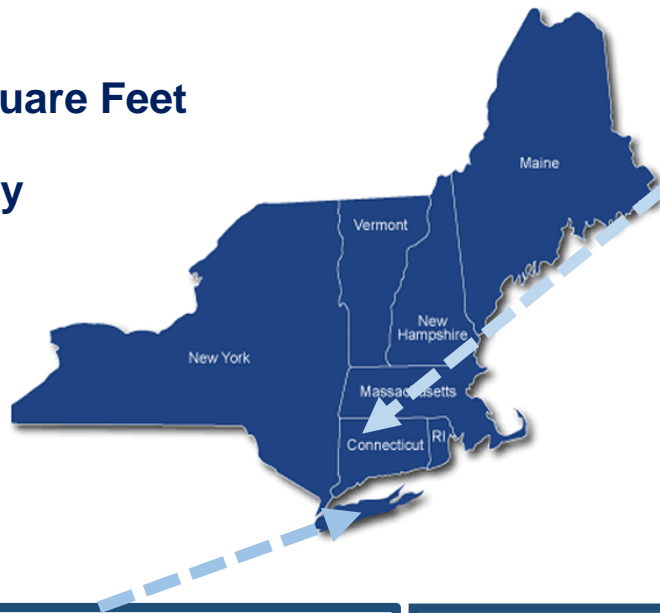 uare Feet
y
Maine
Vermont
New
Hampshire
New York
Massachusetts
Connecticut
RI